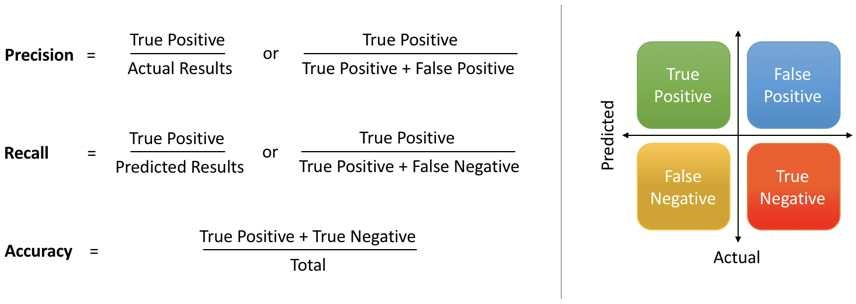 Precision = True Positive / Actual Results or True Positive / True Positive + False Positive
Recall = True Positive / Predicted Results or True Positive / True Positive + False Negative
Accuracy = True Positive + True Negative / Total
Predicted
True Positive
False Positive
False Negative
True Negative
Actual